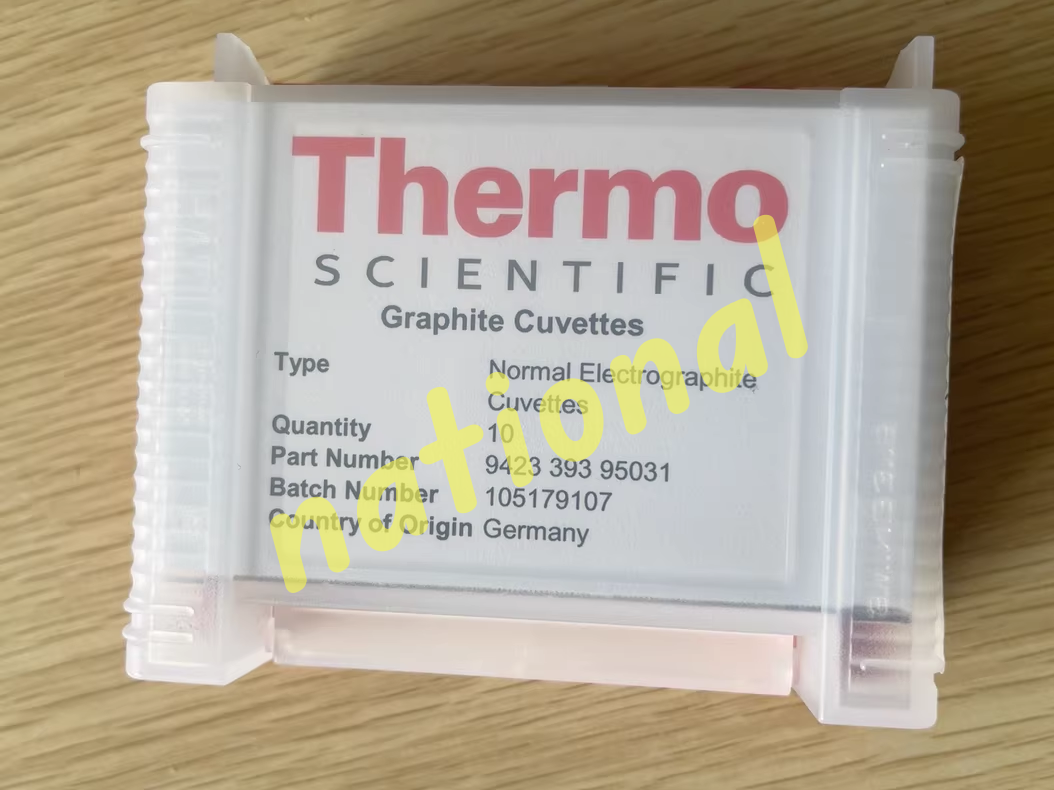 Thermo
SCIENTIFIC
Graphite Cuvettes
Type Normal Electrographite
Cuvettes
Quantity 10
Part Number 9423 393 95031
Batch Number 105179107
Country of Origin Germany
national